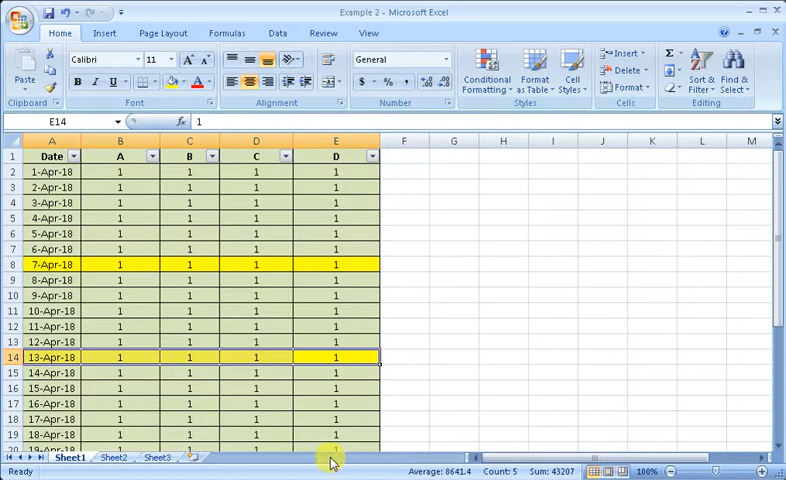 Example 2 - Microsoft Excel
Home Insert Page Layout Formulas Data Review View
Paste
Calibri 11
B I U A A A
General
$ % ,
Conditional Formatting
Format as Table
Cell Styles
Insert
Delete
Format
Σ
Sort & Filter
Find & Select
Clipboard Font Alignment Number Styles Cells Editing
E14 fx 1
A B C D E F G H I J K L M
1 Date A B C D
2 1-Apr-18 1 1 1 1
3 2-Apr-18 1 1 1 1
4 3-Apr-18 1 1 1 1
5 4-Apr-18 1 1 1 1
6 5-Apr-18 1 1 1 1
7 6-Apr-18 1 1 1 1
8 7-Apr-18 1 1 1 1
9 8-Apr-18 1 1 1 1
10 9-Apr-18 1 1 1 1
11 10-Apr-18 1 1 1 1
12 11-Apr-18 1 1 1 1
13 12-Apr-18 1 1 1 1
14 13-Apr-18 1 1 1 1
15 14-Apr-18 1 1 1 1
16 15-Apr-18 1 1 1 1
17 16-Apr-18 1 1 1 1
18 17-Apr-18 1 1 1 1
19 18-Apr-18 1 1 1 1
20 19-Apr-18 1 1 1 1
Sheet1 Sheet2 Sheet3
Ready Average: 8641.4 Count: 5 Sum: 43207 100%